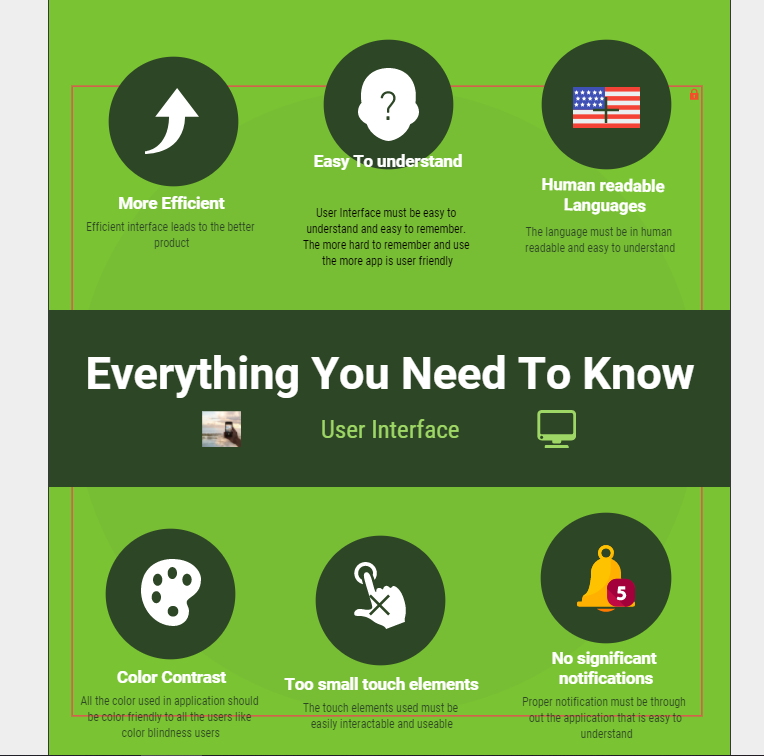 More Efficient
Efficient interface leads to the better
product
?
Easy To understand
User Interface must be easy to
understand and easy to remember.
The more hard to remember and use
the more app is user friendly
Human readable
Languages
The language must be in human
readable and easy to understand
Everything You Need To Know
User Interface
Color Contrast
All the color used in application should
be color friendly to all the users like
color blindness users
Too small touch elements
The touch elements used must be
easily interactable and useable
5
No significant
notifications
Proper notification must be through
out the application that is easy to
understand